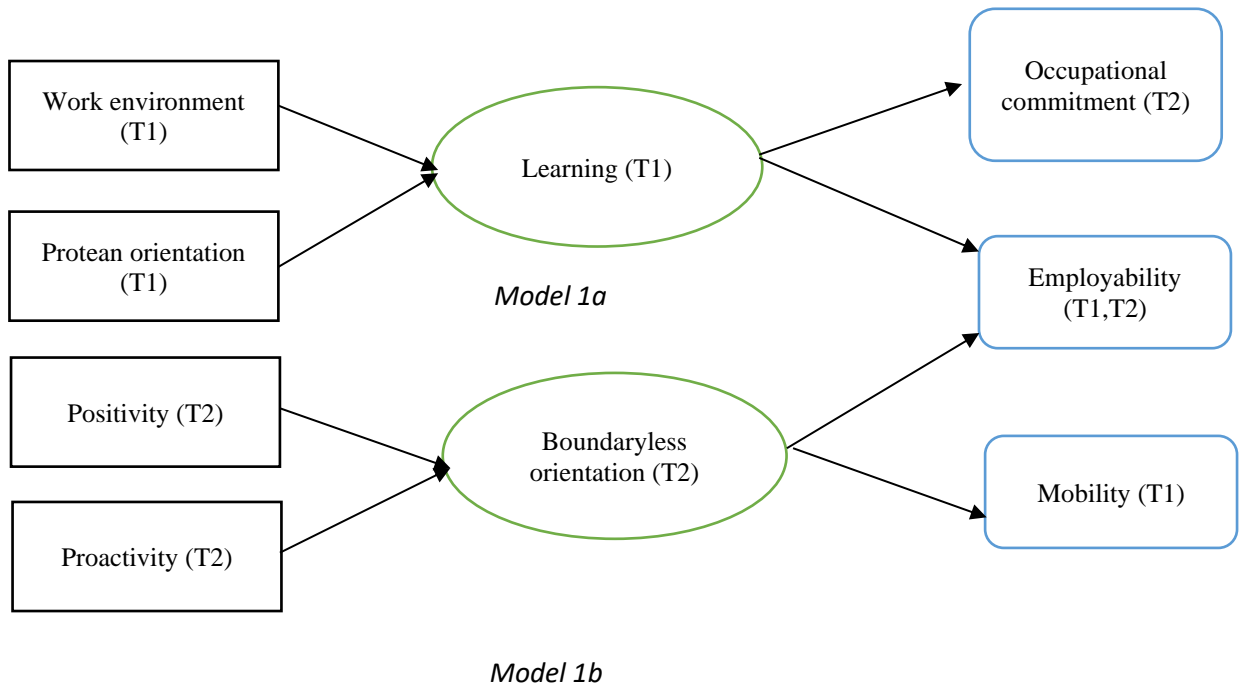 Work environment
(T1)
Protean orientation
(T1)
Learning (T1)
Occupational
commitment (T2)
Employability
(T1,T2)
Model 1a
Positivity (T2)
Proactivity (T2)
Boundaryless
orientation (T2)
Mobility (T1)
Model 1b